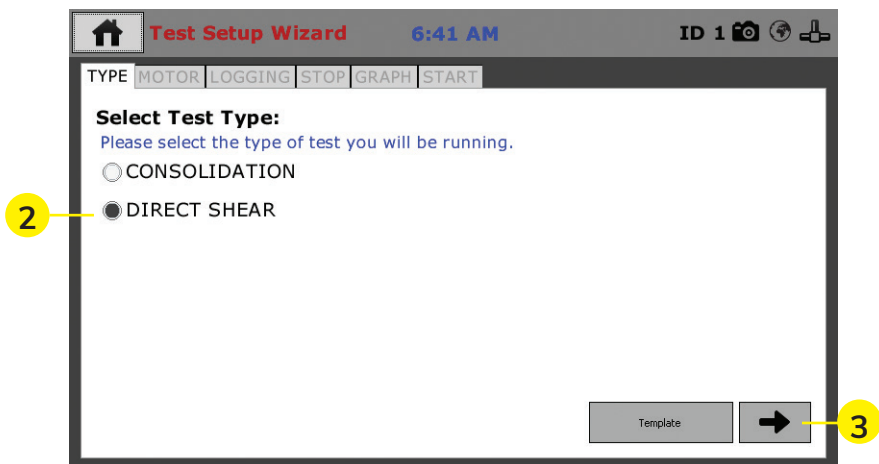 Test Setup Wizard 6:41 AM ID 1
TYPE MOTOR LOGGING STOP GRAPH START
Select Test Type:
Please select the type of test you will be running.
CONSOLIDATION
2 DIRECT SHEAR
Template 3